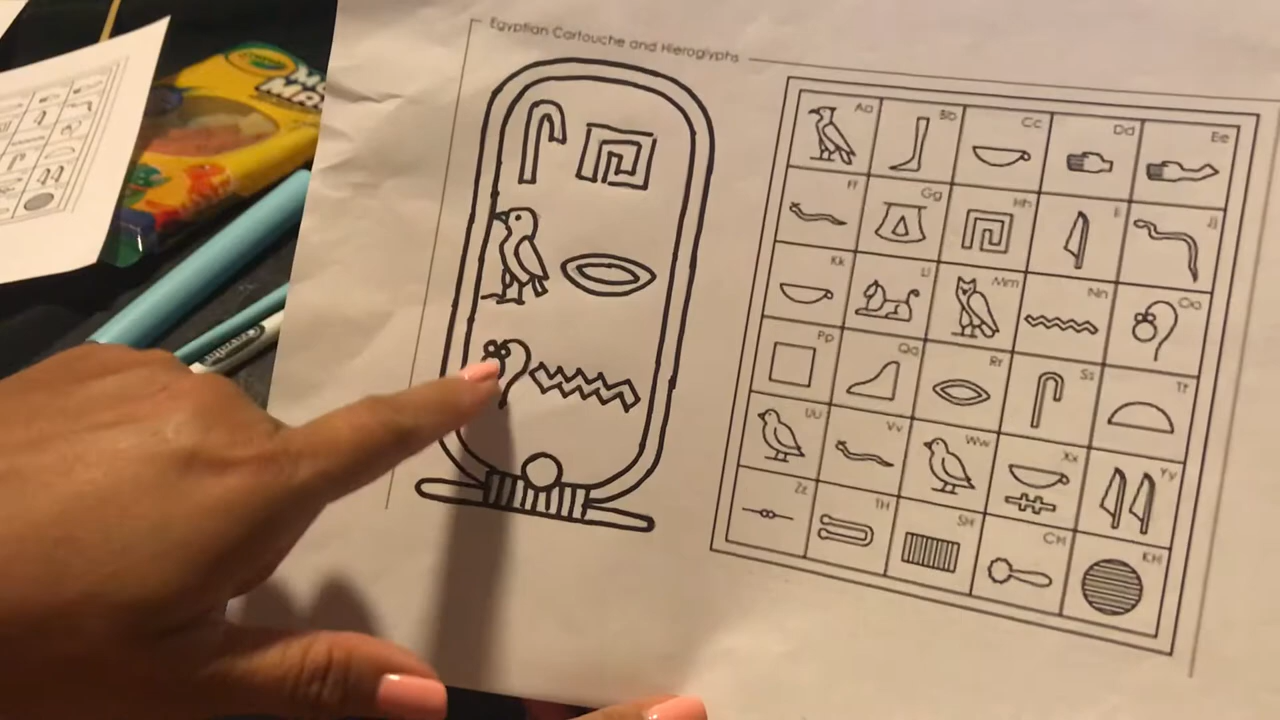 Egyptian Cartouche and Hieroglyphs
Aa Bb Cc Dd Ee
Ff Gg Hh Ii Jj
Kk Ll Mm Nn Oo
Pp Qq Rr Ss Tt
UU Vv Ww Xx Yy
Zz TH SH CH KH
Crayola